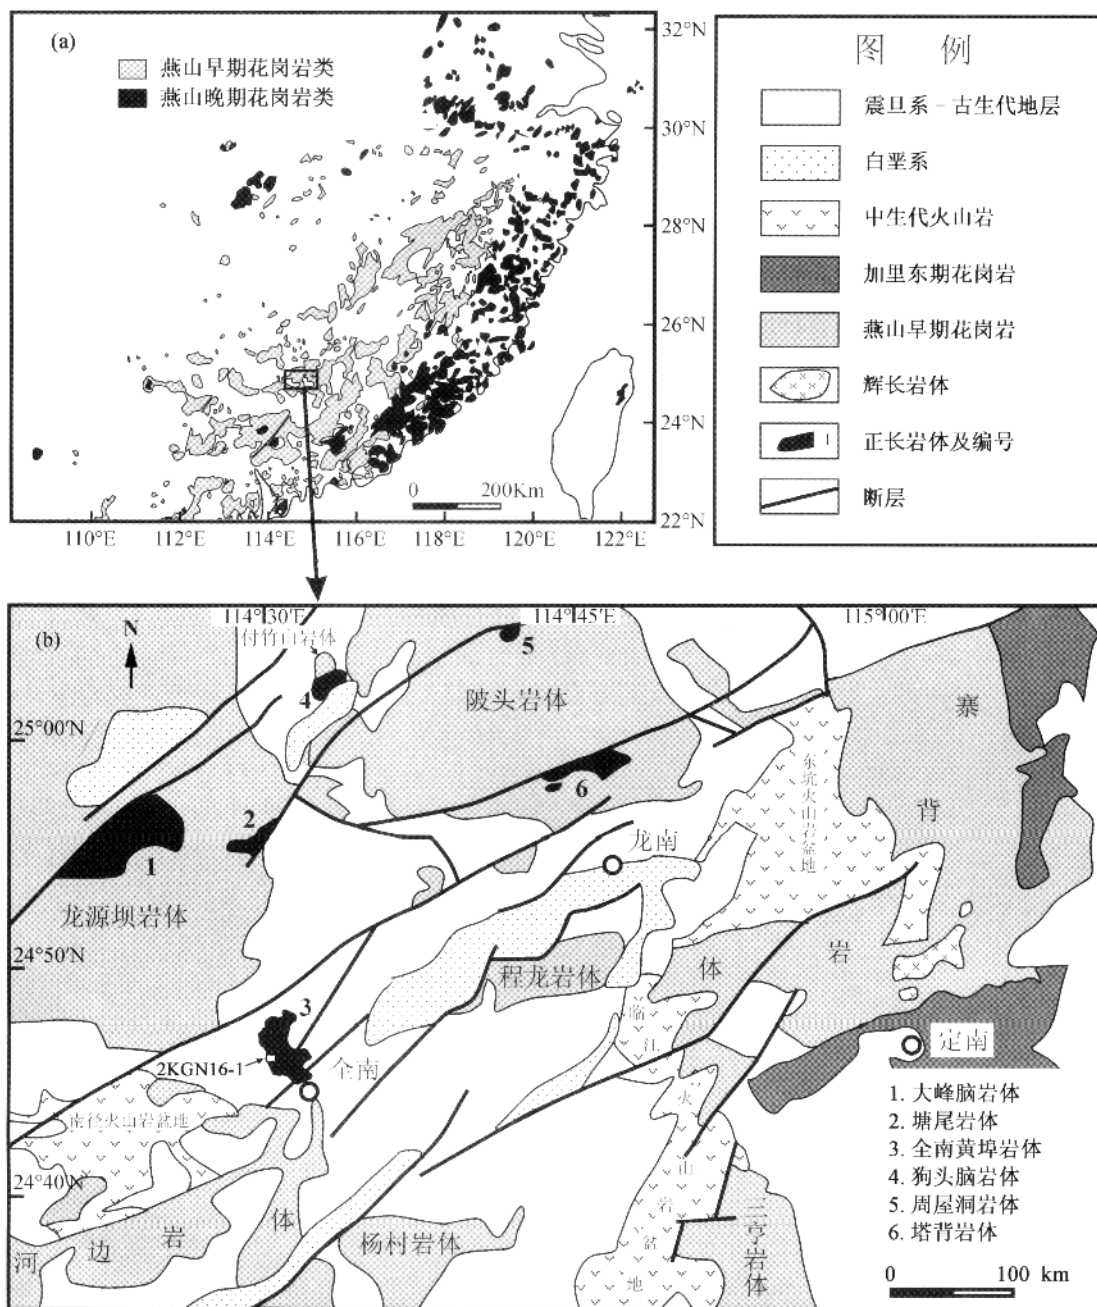 (a)
燕山早期花岗岩类
燕山晚期花岗岩类
32°N
30°N
28°N
26°N
24°N
22°N
0 200Km
110°E 112°E 114°E 116°E 118°E 120°E 122°E
图 例
震旦系-古生代地层
白垩系
中生代火山岩
加里东期花岗岩
燕山早期花岗岩
辉长岩体
1 正长岩体及编号
断层
(b)
114°30′E 114°45′E 115°00′E
N
付竹山岩体
5
4
陂头岩体
寨
25°00′N
东坑火山岩盆地
6
背
2
龙南
1
龙源坝岩体
24°50′N
程龙岩体
体
岩
3
临
江
定南
2KGN16-1
全南
火
南径火山岩盆地
山
24°40′N
岩
体
岩
边
河
杨村岩体
盆
地
三亨岩体
1. 大峰脑岩体
2. 塘尾岩体
3. 全南黄埠岩体
4. 狗头脑岩体
5. 周屋洞岩体
6. 塔背岩体
0 100 km